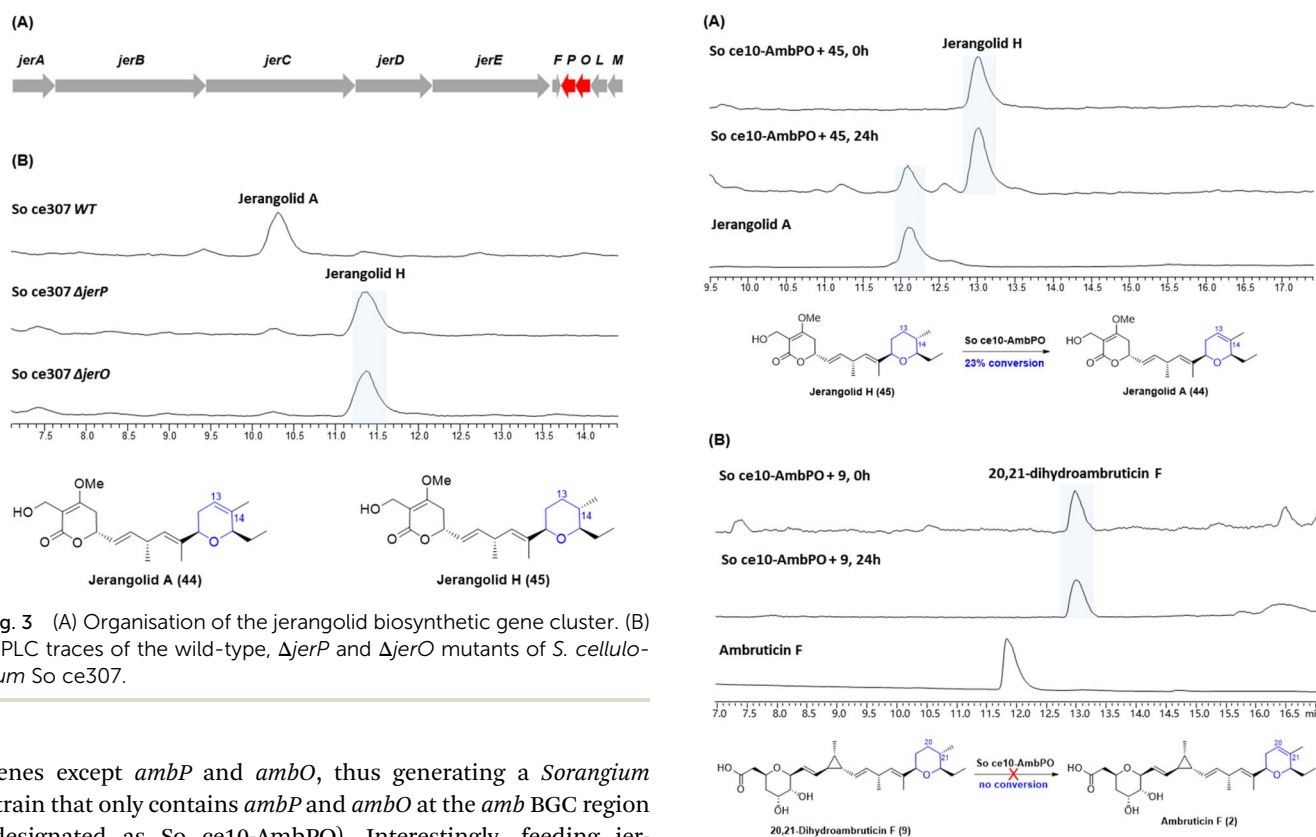 (A)
jerA jerB jerC jerD jerE F P O L M
(B)
So ce307 WT
Jerangolid A
So ce307 ΔjerP
Jerangolid H
So ce307 ΔjerO
7.5 8.0 8.5 9.0 9.5 10.0 10.5 11.0 11.5 12.0 12.5 13.0 13.5 14.0
OMe
HO
O
O
13
14
O
Jerangolid A (44)
OMe
HO
O
O
13
14
O
Jerangolid H (45)
g. 3 (A) Organisation of the jerangolid biosynthetic gene cluster. (B)
PLC traces of the wild-type, ΔjerP and ΔjerO mutants of S. cellulo-
um So ce307.
enes except ambP and ambO, thus generating a Sorangium
train that only contains ambP and ambO at the amb BGC region
designated as So ce10-AmbPO). Interestingly, feeding jer-
(A)
So ce10-AmbPO + 45, 0h
Jerangolid H
So ce10-AmbPO + 45, 24h
Jerangolid A
9.5 10.0 10.5 11.0 11.5 12.0 12.5 13.0 13.5 14.0 14.5 15.0 15.5 16.0 16.5 17.0
OMe
HO
O
O
13
14
O
Jerangolid H (45)
So ce10-AmbPO
23% conversion
OMe
HO
O
O
13
14
O
Jerangolid A (44)
(B)
So ce10-AmbPO + 9, 0h
20,21-dihydroambruticin F
So ce10-AmbPO + 9, 24h
Ambruticin F
7.0 7.5 8.0 8.5 9.0 9.5 10.0 10.5 11.0 11.5 12.0 12.5 13.0 13.5 14.0 14.5 15.0 15.5 16.0 16.5 mi
HO
O
O
OH
OH
20
21
O
20,21-Dihydroambruticin F (9)
So ce10-AmbPO
X
no conversion
HO
O
O
OH
OH
20
21
O
Ambruticin F (2)